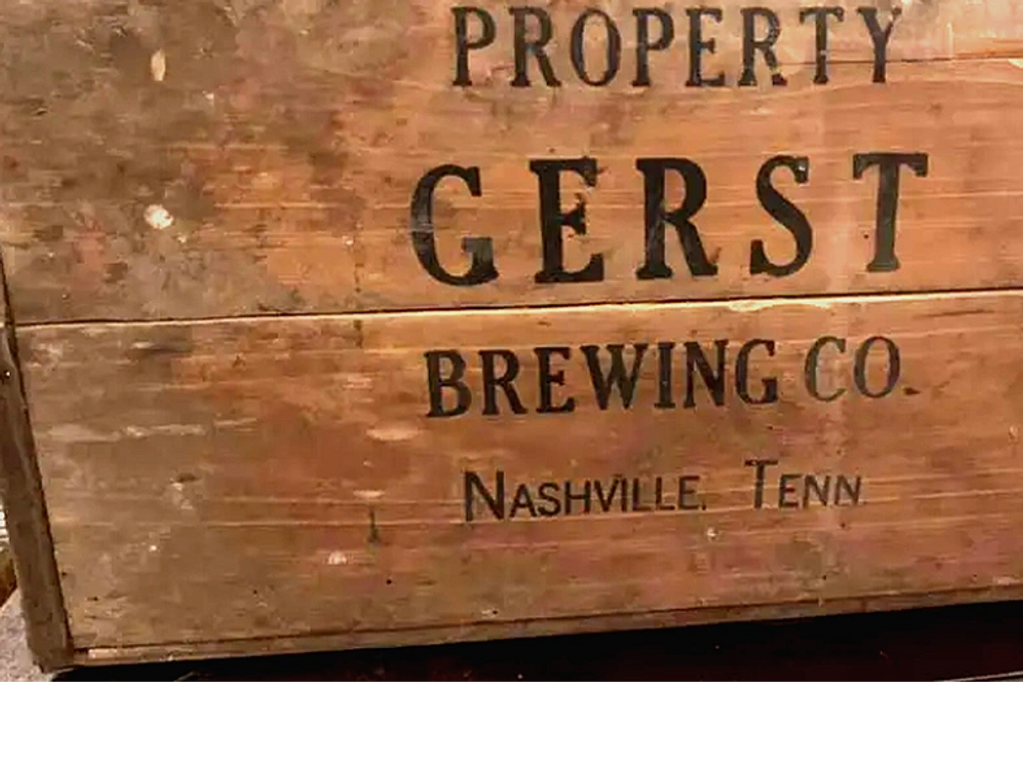 PROPERTY
GERST
BREWING CO.
NASHVILLE, TENN